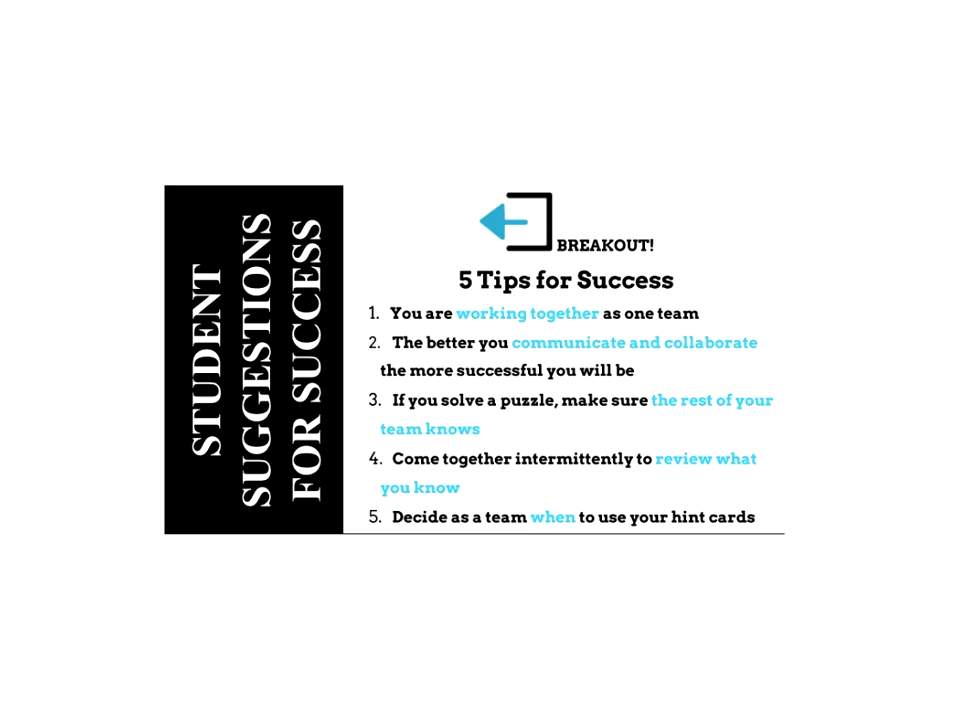 STUDENT
SUGGESTIONS
FOR SUCCESS
BREAKOUT!
5 Tips for Success
1. You are working together as one team
2. The better you communicate and collaborate
the more successful you will be
3. If you solve a puzzle, make sure the rest of your
team knows
4. Come together intermittently to review what
you know
5. Decide as a team when to use your hint cards